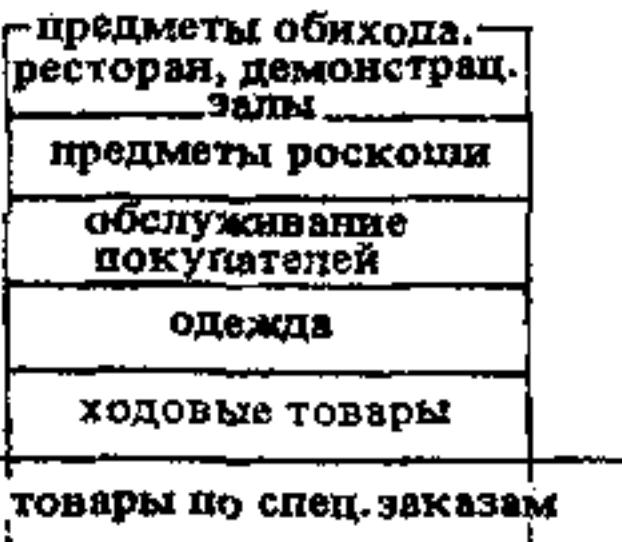 предметы обихода.
ресторан, демонстрац.
залы
предметы роскоши
обслуживание
покупателей
одежда
ходовые товары
товары по спец. заказам